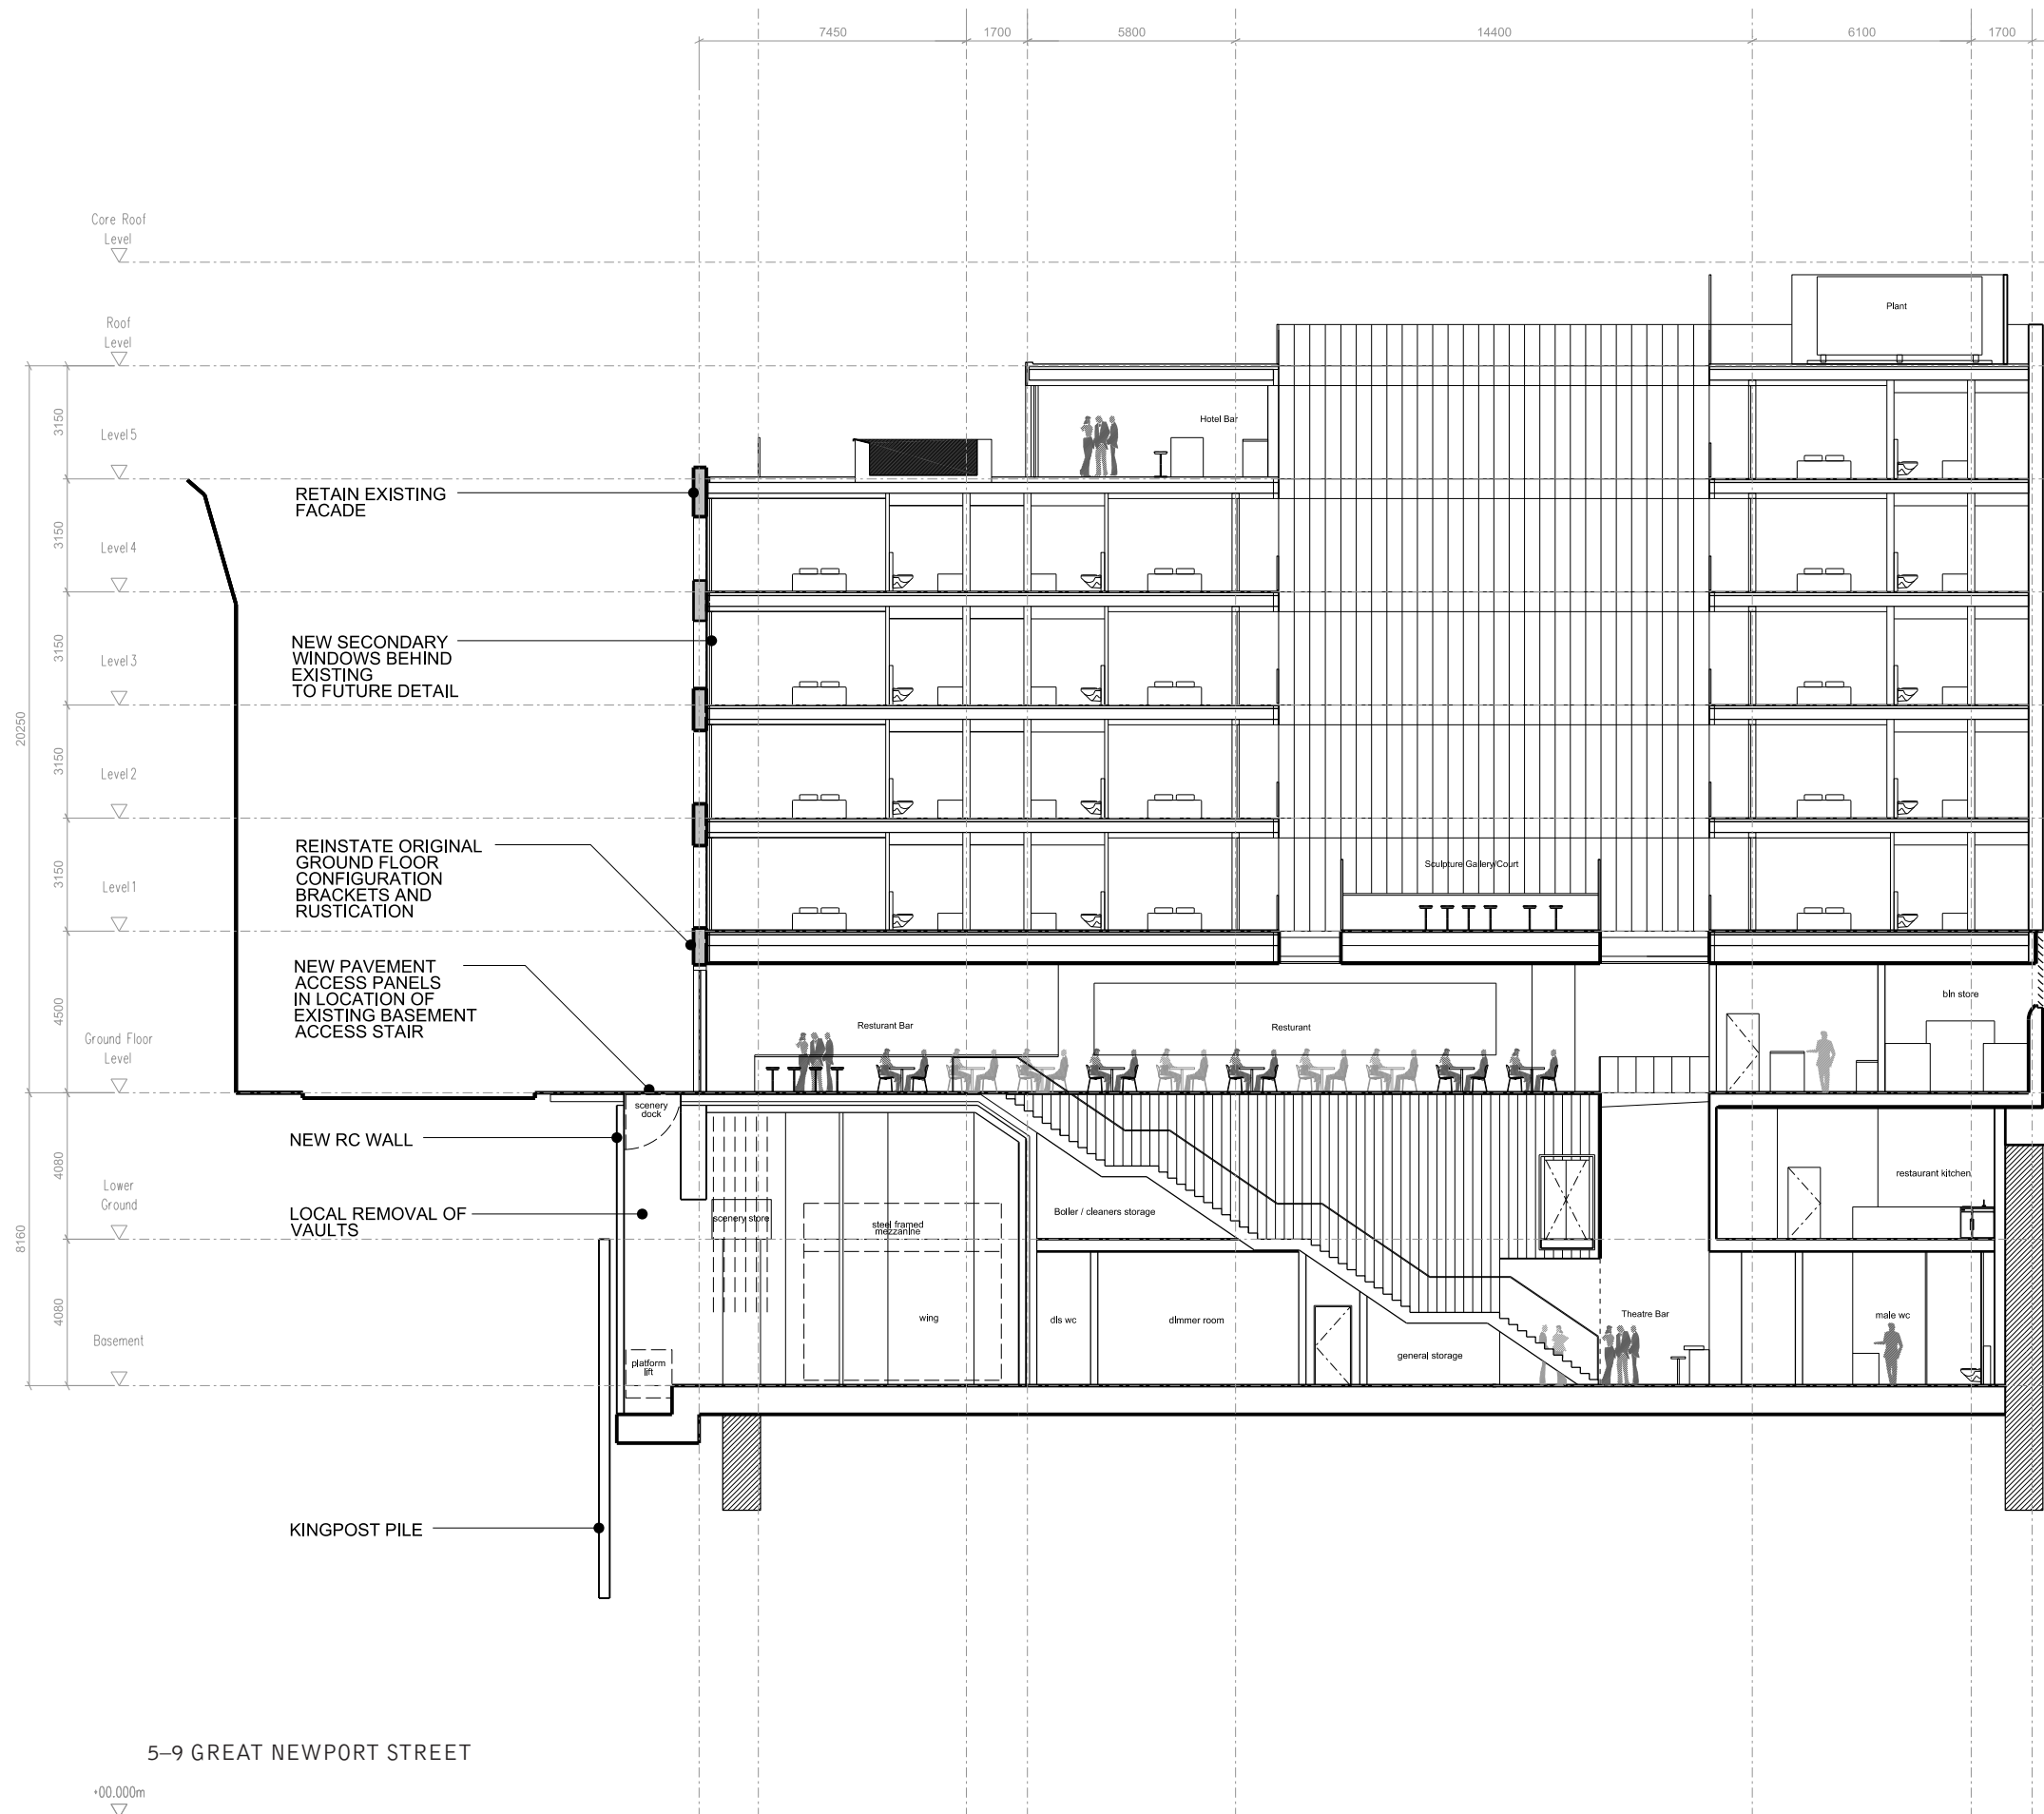 7450
1700
5800
14400
6100
1700
Core Roof
Level
Roof
Level
3150
Level 5
RETAIN EXISTING
FACADE
3150
Level 4
NEW SECONDARY
WINDOWS BEHIND
EXISTING
TO FUTURE DETAIL
3150
Level 3
20250
3150
Level 2
REINSTATE ORIGINAL
GROUND FLOOR
CONFIGURATION
BRACKETS AND
RUSTICATION
3150
Level 1
NEW PAVEMENT
ACCESS PANELS
IN LOCATION OF
EXISTING BASEMENT
ACCESS STAIR
4500
Ground Floor
Level
NEW RC WALL
4080
Lower
Ground
LOCAL REMOVAL OF
VAULTS
8160
4080
Basement
KINGPOST PILE
Plant
Hotel Bar
Sculpture Gallery/Court
Resturant Bar
Resturant
bin store
scenery
dock
restaurant kitchen
scenery store
steel framed
mezzanine
Boiler / cleaners storage
wing
dis wc
dimmer room
general storage
Theatre Bar
male wc
platform
lift
5–9 GREAT NEWPORT STREET
+00.000m